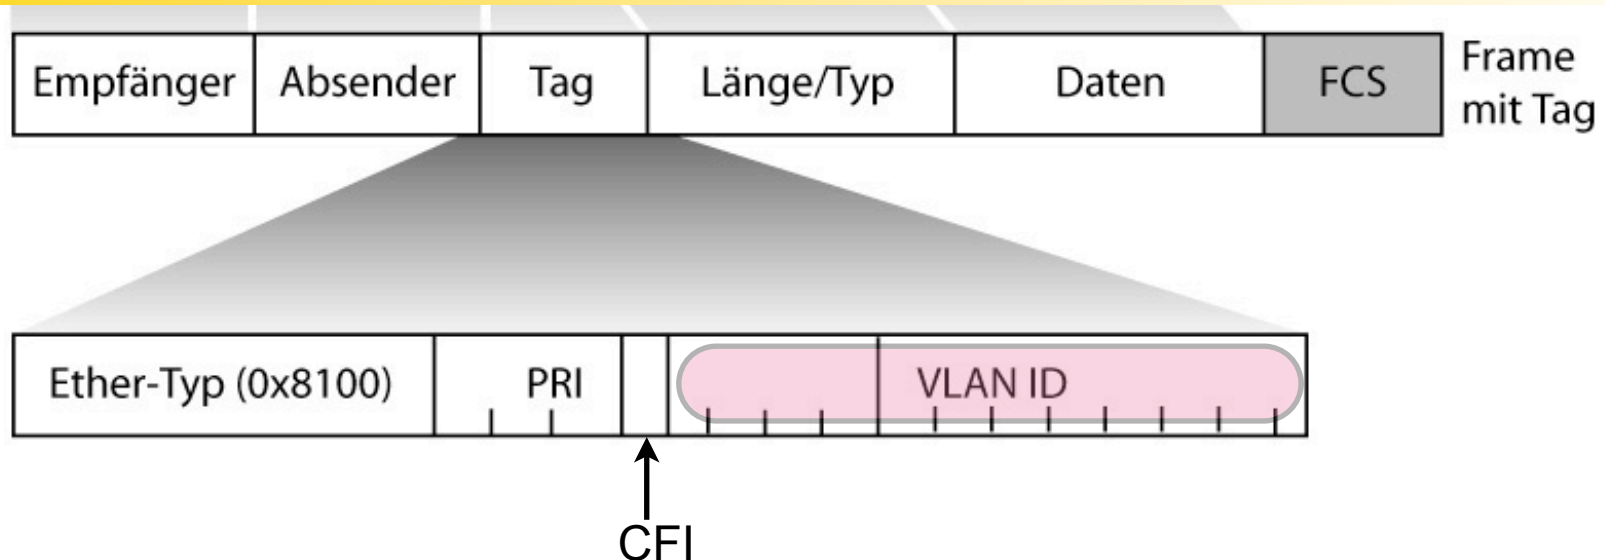 Empfänger
Absender
Tag
Länge/Typ
Daten
FCS
Frame
mit Tag
Ether-Typ (0x8100)
PRI
VLAN ID
CFI